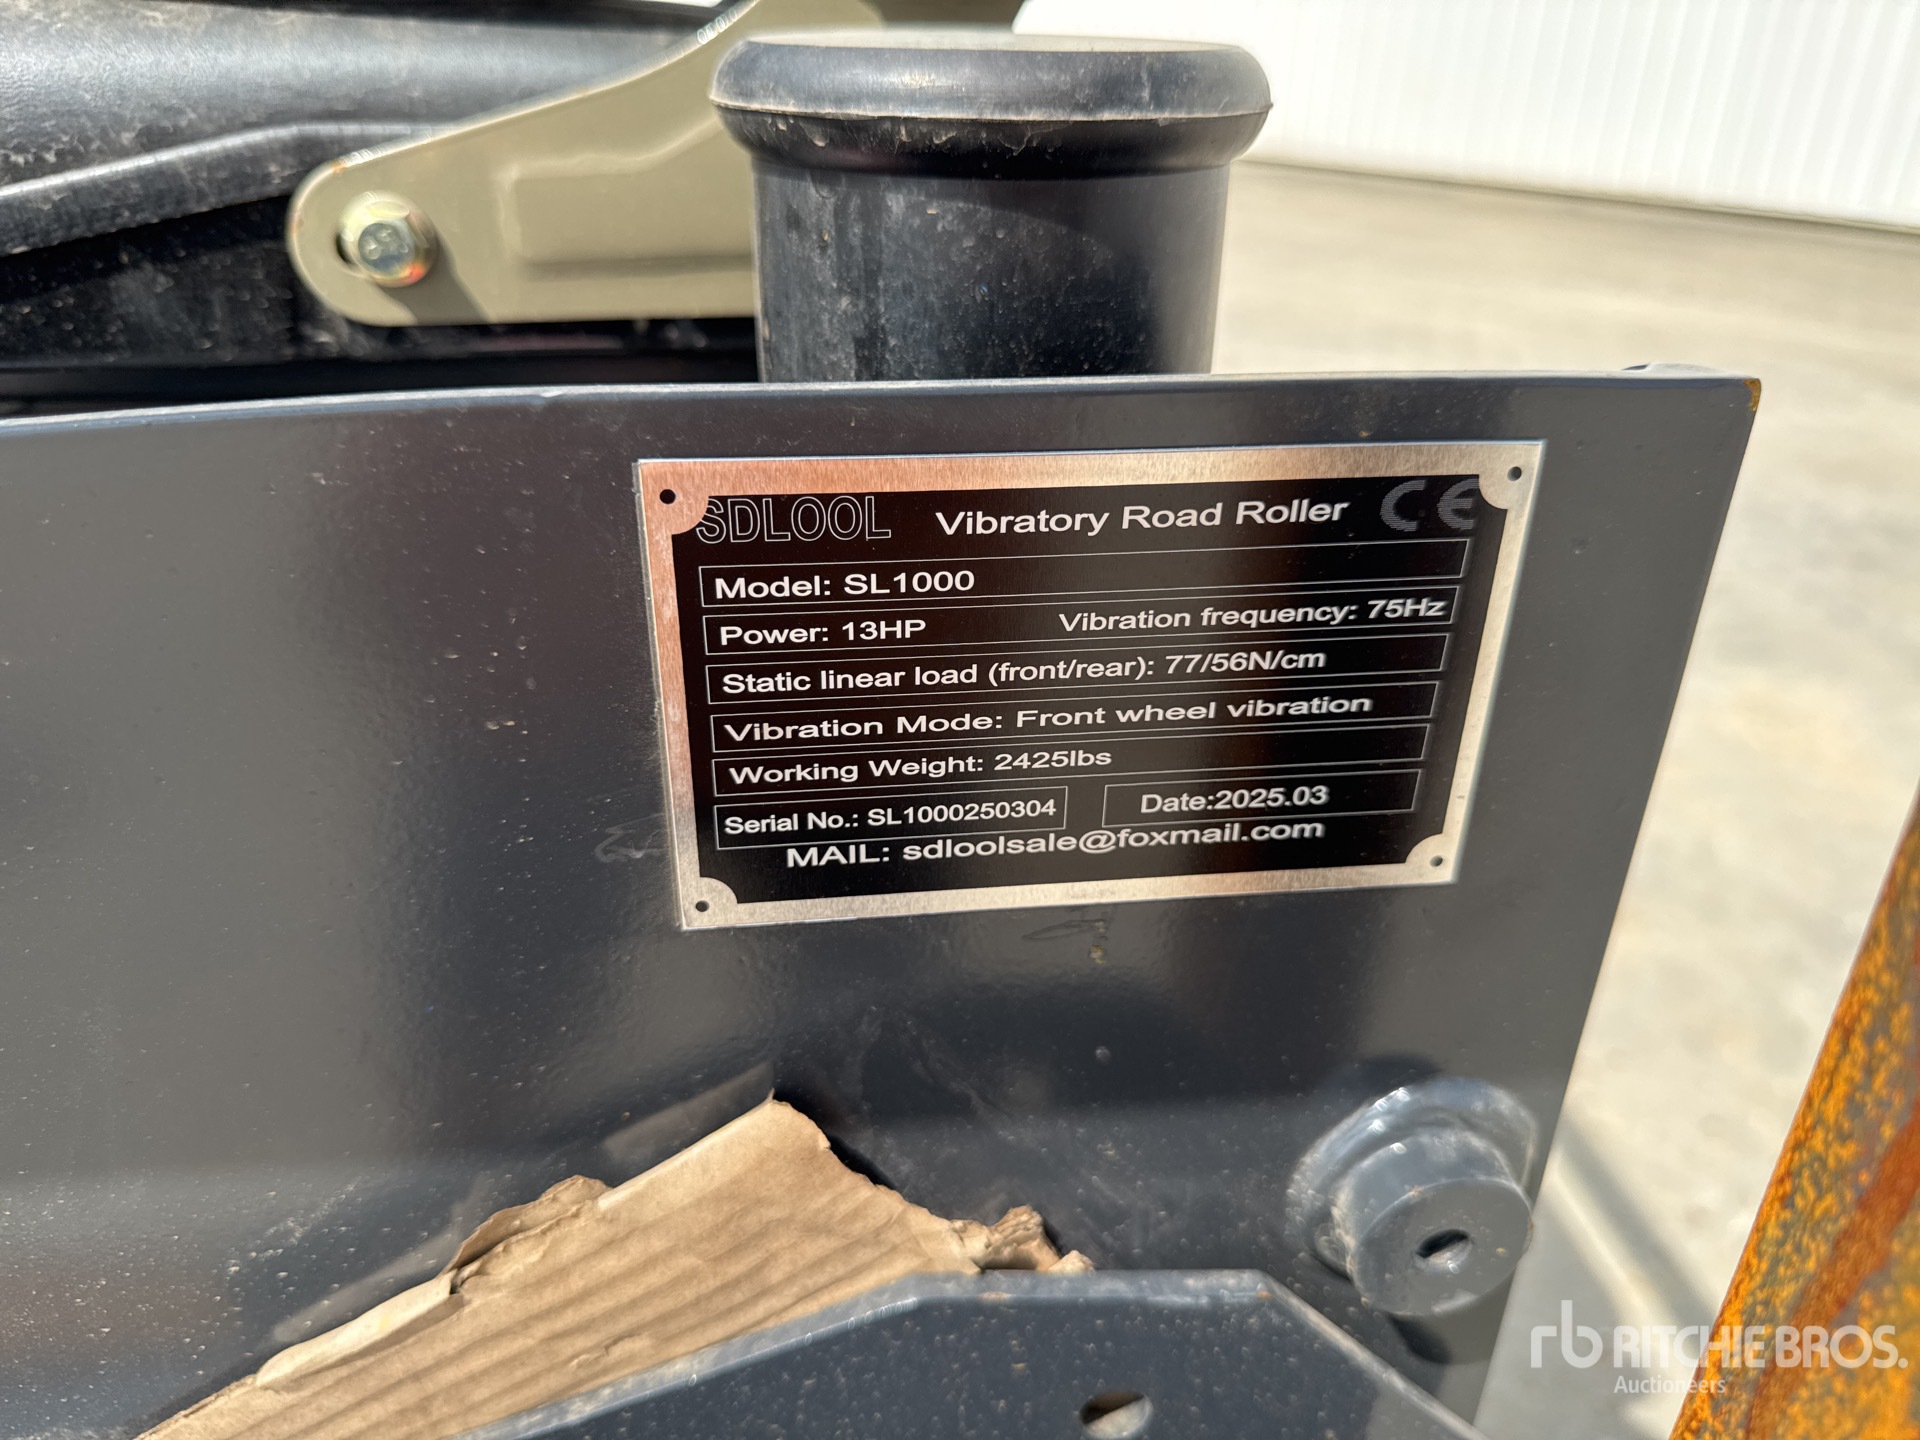 SDLOOL Vibratory Road Roller CE
Model: SL1000
Power: 13HP Vibration frequency: 75Hz
Static linear load (front/rear): 77/56N/cm
Vibration Mode: Front wheel vibration
Working Weight: 2425lbs
Serial No.: SL1000250304 Date:2025.03
MAIL: sdloolsale@foxmail.com
rb RITCHIE BROS.
Auctioneers